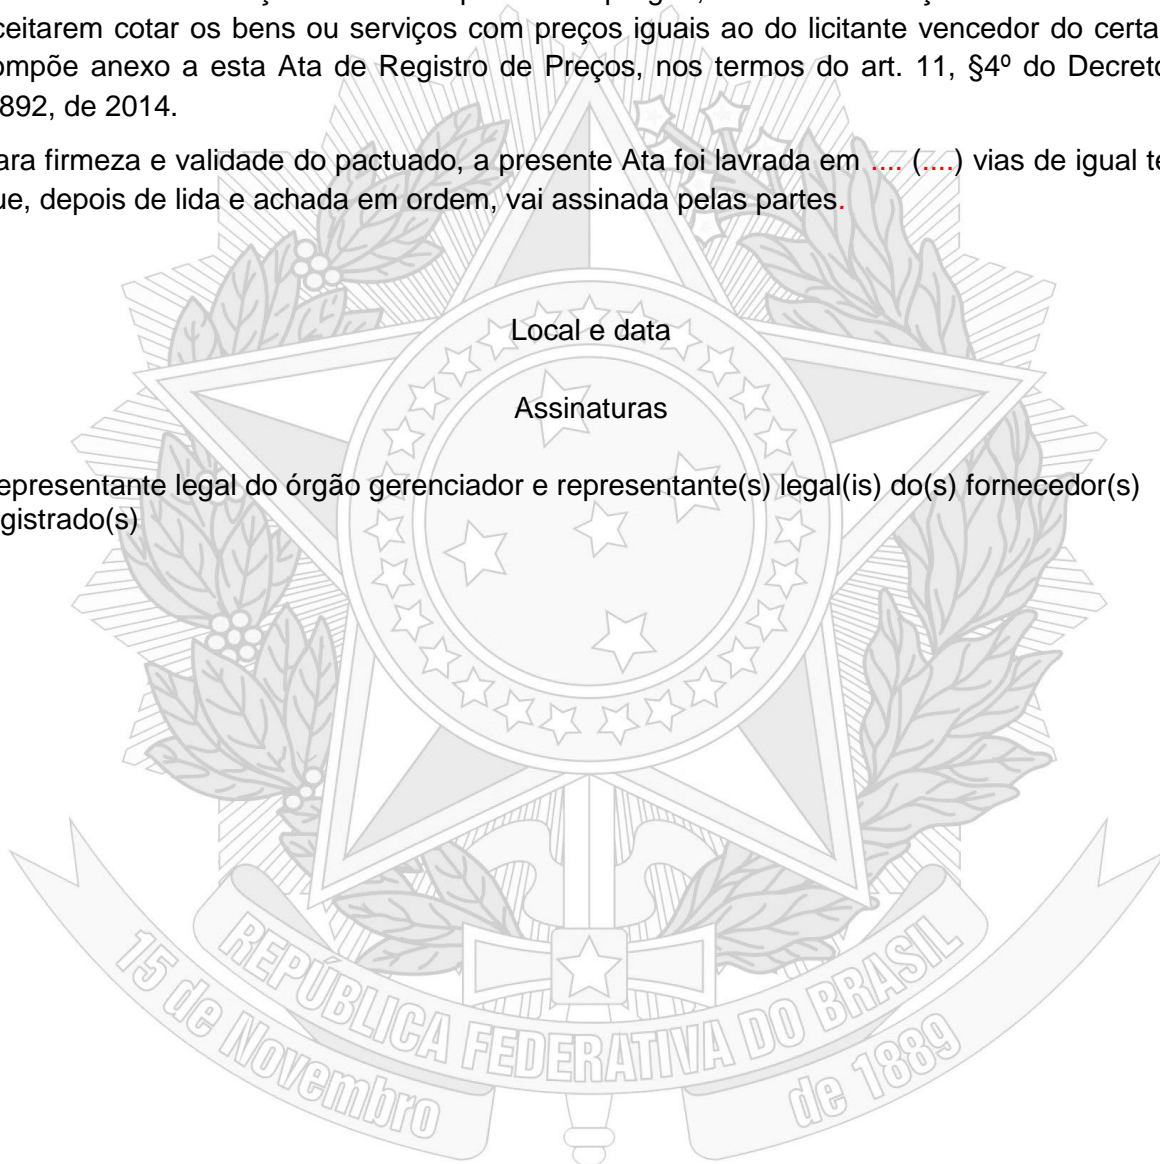 ceitarem cotar os bens ou serviços com preços iguais ao do licitante vencedor do certa
ompõe anexo a esta Ata de Registro de Preços, nos termos do art. 11, §4º do Decreto
892, de 2014.
ara firmeza e validade do pactuado, a presente Ata foi lavrada em .... (....) vias de igual te
ue, depois de lida e achada em ordem, vai assinada pelas partes.
Local e data
Assinaturas
epresentante legal do órgão gerenciador e representante(s) legal(is) do(s) fornecedor(s)
gistrado(s)
REPÚBLICA FEDERATIVA DO BRASIL
15 de Novembro de 1889